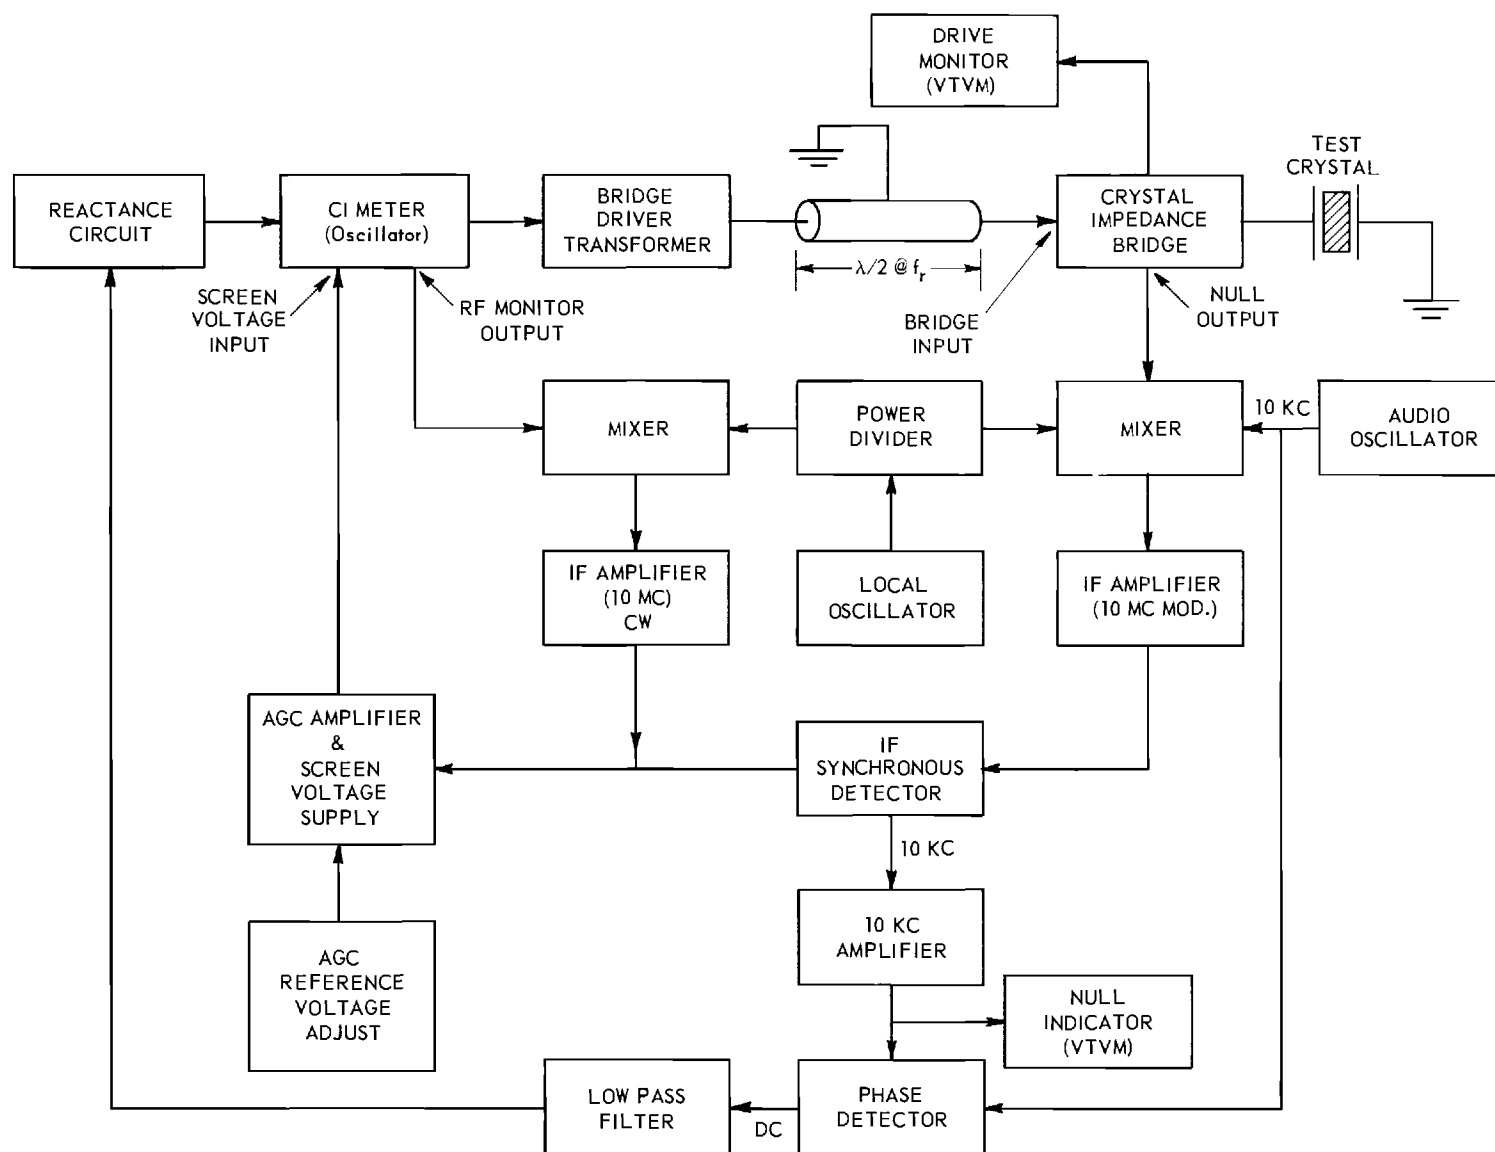 DRIVE
MONITOR
(VTVM)
TEST
CRYSTAL
REACTANCE
CIRCUIT
CI METER
(Oscillator)
BRIDGE
DRIVER
TRANSFORMER
CRYSTAL
IMPEDANCE
BRIDGE
λ/2 @ fr
SCREEN
VOLTAGE
INPUT
RF MONITOR
OUTPUT
BRIDGE
INPUT
NULL
OUTPUT
MIXER
POWER
DIVIDER
MIXER
10 KC
AUDIO
OSCILLATOR
IF AMPLIFIER
(10 MC)
CW
LOCAL
OSCILLATOR
IF AMPLIFIER
(10 MC MOD.)
AGC AMPLIFIER
&
SCREEN
VOLTAGE
SUPPLY
IF
SYNCHRONOUS
DETECTOR
10 KC
10 KC
AMPLIFIER
AGC
REFERENCE
VOLTAGE
ADJUST
NULL
INDICATOR
(VTVM)
LOW PASS
FILTER
DC
PHASE
DETECTOR